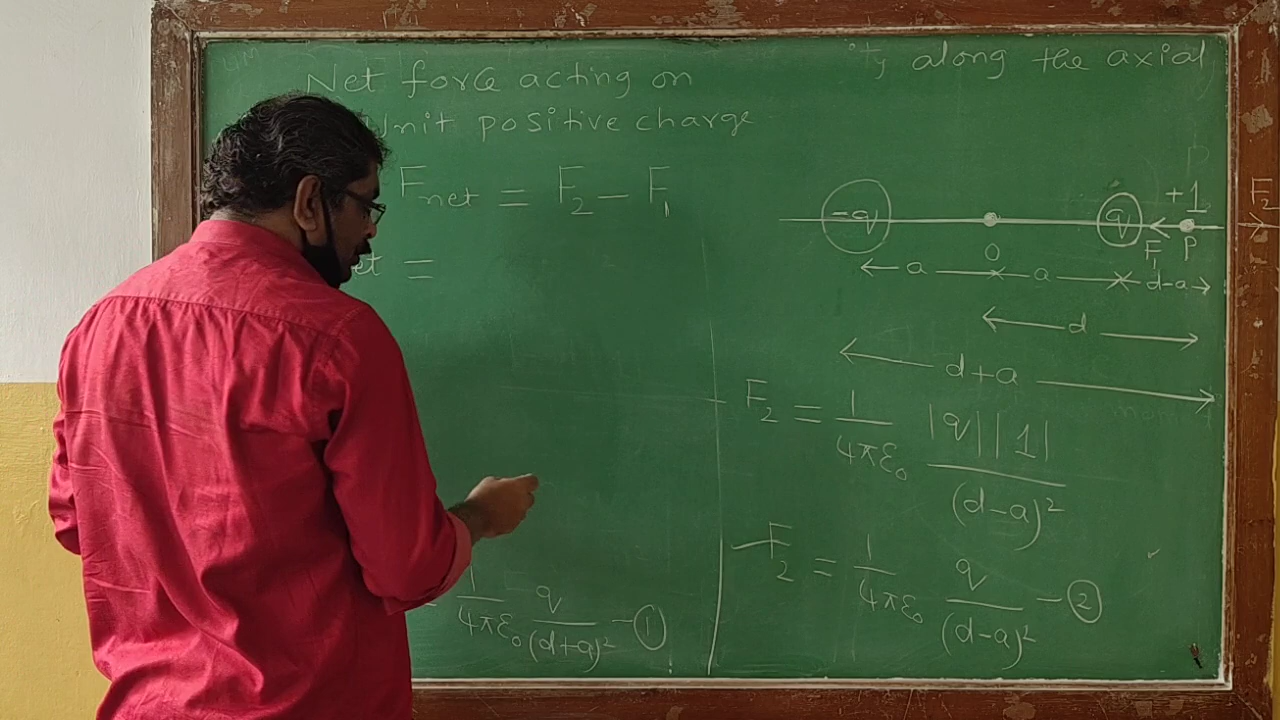 Net force acting on
Unit positive charge
F net = F₂ − F₁
et =
1/4πε₀ q/(d+a)² − ①
along the axial
P
−q O q +1 P F₁ F₂
a a d−a
d
d+a
F₂ = 1/4πε₀ |q||1|/(d−a)²
F₂ = 1/4πε₀ q/(d−a)² − ②